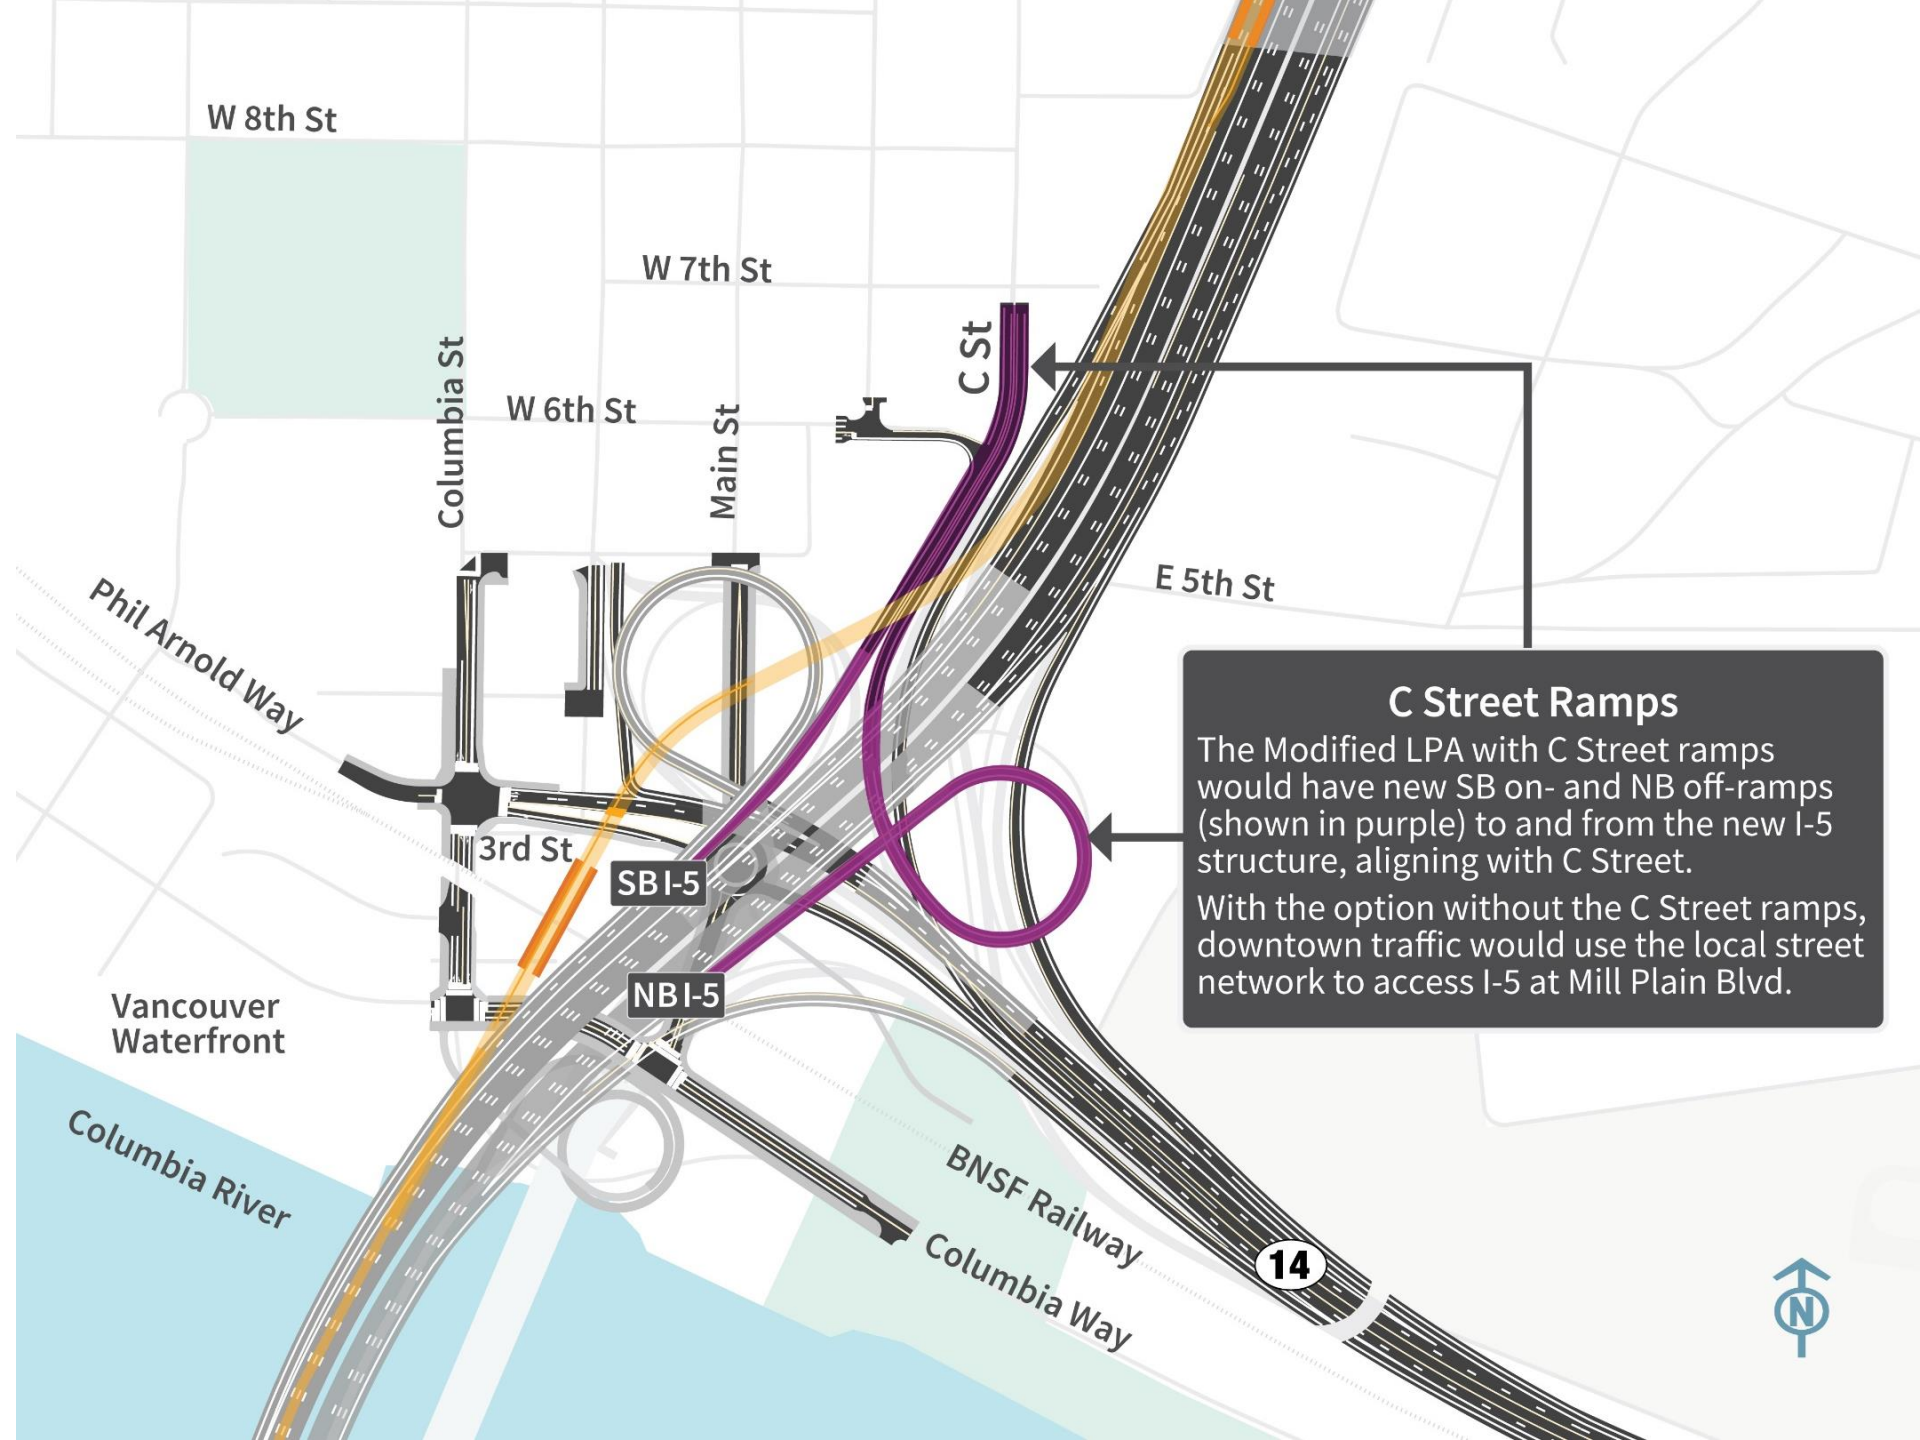 W 8th St
W 7th St
C St
Columbia St
W 6th St
Main St
E 5th St
Phil Arnold Way
C Street Ramps
The Modified LPA with C Street ramps
would have new SB on- and NB off-ramps
(shown in purple) to and from the new I-5
structure, aligning with C Street.
With the option without the C Street ramps,
downtown traffic would use the local street
network to access I-5 at Mill Plain Blvd.
3rd St
SB I-5
NB I-5
Vancouver
Waterfront
Columbia River
BNSF Railway
Columbia Way
14
N